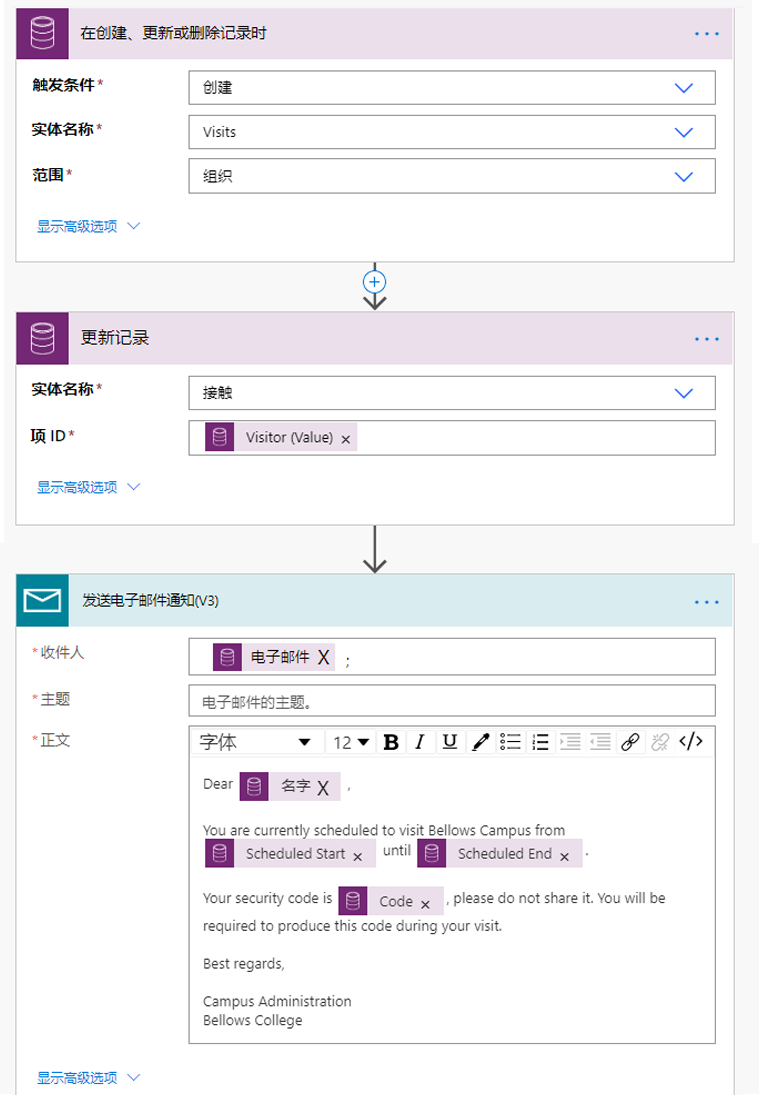 在创建、更新或删除记录时
触发条件*
创建
实体名称*
Visits
范围*
组织
显示高级选项
更新记录
实体名称*
接触
项 ID*
Visitor (Value) ×
显示高级选项
发送电子邮件通知(V3)
*收件人
电子邮件 X ;
*主题
电子邮件的主题。
*正文
字体 12 B I U </>
Dear 名字 X ,
You are currently scheduled to visit Bellows Campus from
Scheduled Start × until Scheduled End × .
Your security code is Code × , please do not share it. You will be
required to produce this code during your visit.
Best regards,
Campus Administration
Bellows College
显示高级选项